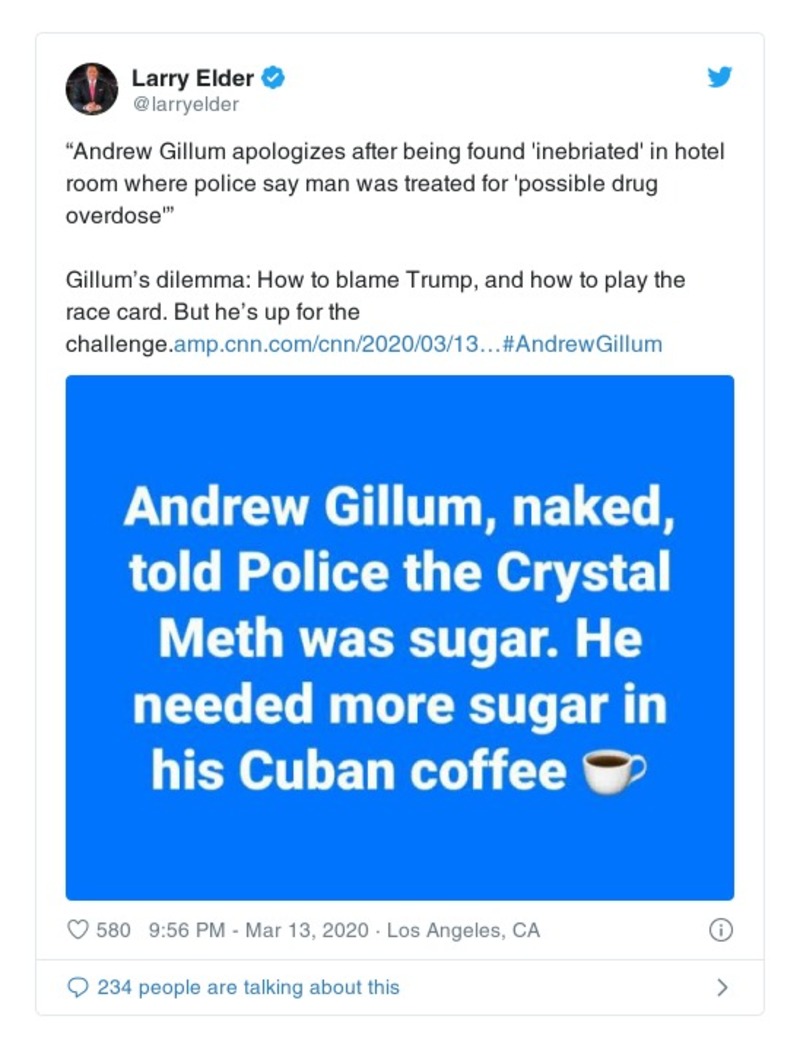 Larry Elder
@larryelder
“Andrew Gillum apologizes after being found 'inebriated' in hotel
room where police say man was treated for 'possible drug
overdose'”
Gillum’s dilemma: How to blame Trump, and how to play the
race card. But he’s up for the
challenge.amp.cnn.com/cnn/2020/03/13…#AndrewGillum
Andrew Gillum, naked,
told Police the Crystal
Meth was sugar. He
needed more sugar in
his Cuban coffee ☕
580 9:56 PM - Mar 13, 2020 · Los Angeles, CA
234 people are talking about this